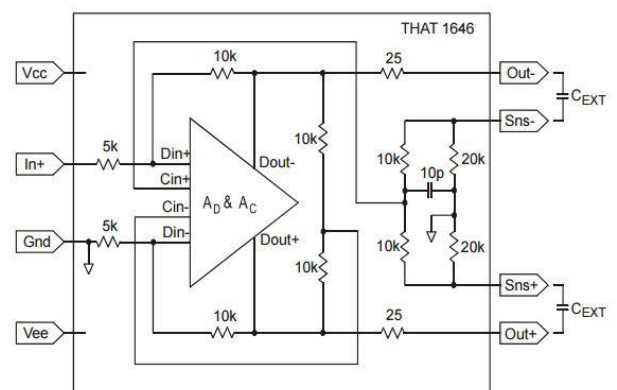 THAT 1646
10k
25
Vcc
Out-
CEXT
Sns-
10k
10k
20k
10p
In+
5k
Din+
Dout-
Cin+
AD & AC
Cin-
Gnd
5k
Din-
Dout+
10k
10k
20k
Sns+
10k
25
CEXT
Vee
Out+